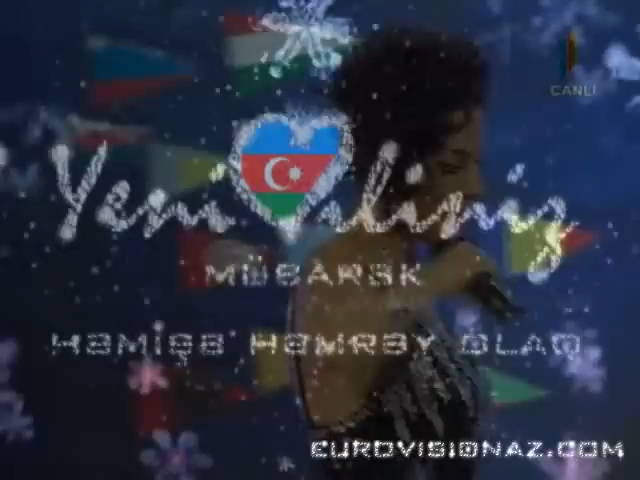 CANLI
Yeni iliniz
MÜBARƏK
HƏMİŞƏ HƏMRƏY OLAQ
EUROVISIONAZ.COM